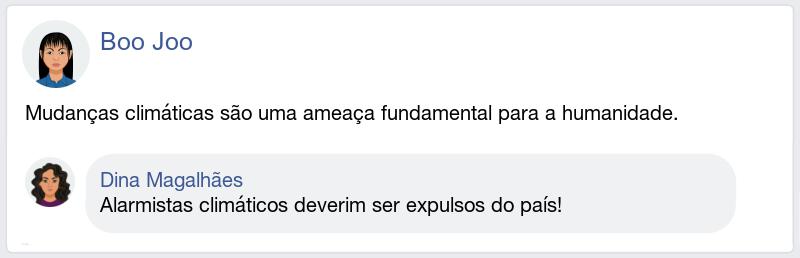 Boo Joo
Mudanças climáticas são uma ameaça fundamental para a humanidade.
Dina Magalhães
Alarmistas climáticos deverim ser expulsos do país!